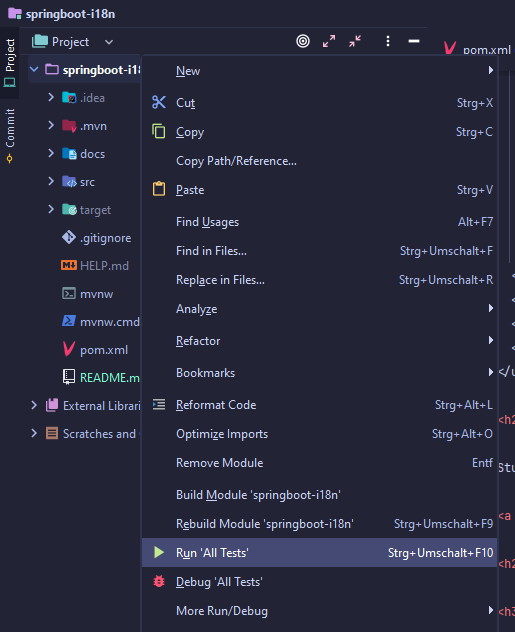 springboot-i18n
Project
Project
Commit
pom.xml
springboot-i18
.idea
.mvn
docs
src
target
.gitignore
HELP.md
mvnw
mvnw.cmd
pom.xml
README.m
External Librari
Scratches and
New
Cut Strg+X
Copy Strg+C
Copy Path/Reference...
Paste Strg+V
Find Usages Alt+F7
Find in Files... Strg+Umschalt+F
Replace in Files... Strg+Umschalt+R
Analyze
Refactor
Bookmarks
Reformat Code Strg+Alt+L
Optimize Imports Strg+Alt+O
Remove Module Entf
Build Module 'springboot-i18n'
Rebuild Module 'springboot-i18n' Strg+Umschalt+F9
Run 'All Tests' Strg+Umschalt+F10
Debug 'All Tests'
More Run/Debug
<
<
<
<
</u
<h2
Stu
<a
<h2
<h3